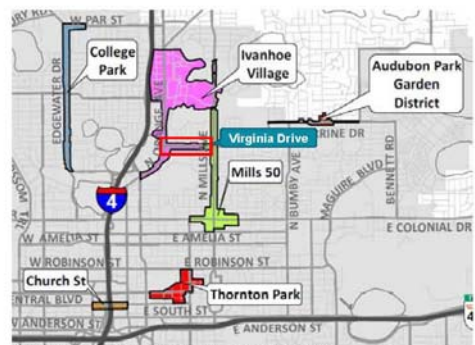 W PAR ST
College
Park
Ivanhoe
Village
Audubon Park
Garden
District
EDGEWATER DR
N ORANGE AVE
Virginia Drive
N MILLS AVE
N BUMBY AVE
BENNETT RD
MAGUIRE BLVD
4
Mills 50
E COLONIAL DR
W AMELIA ST
E AMELIA ST
W ROBINSON ST
E ROBINSON ST
Church St
Thornton Park
E SOUTH ST
W ANDERSON ST
E ANDERSON ST
4